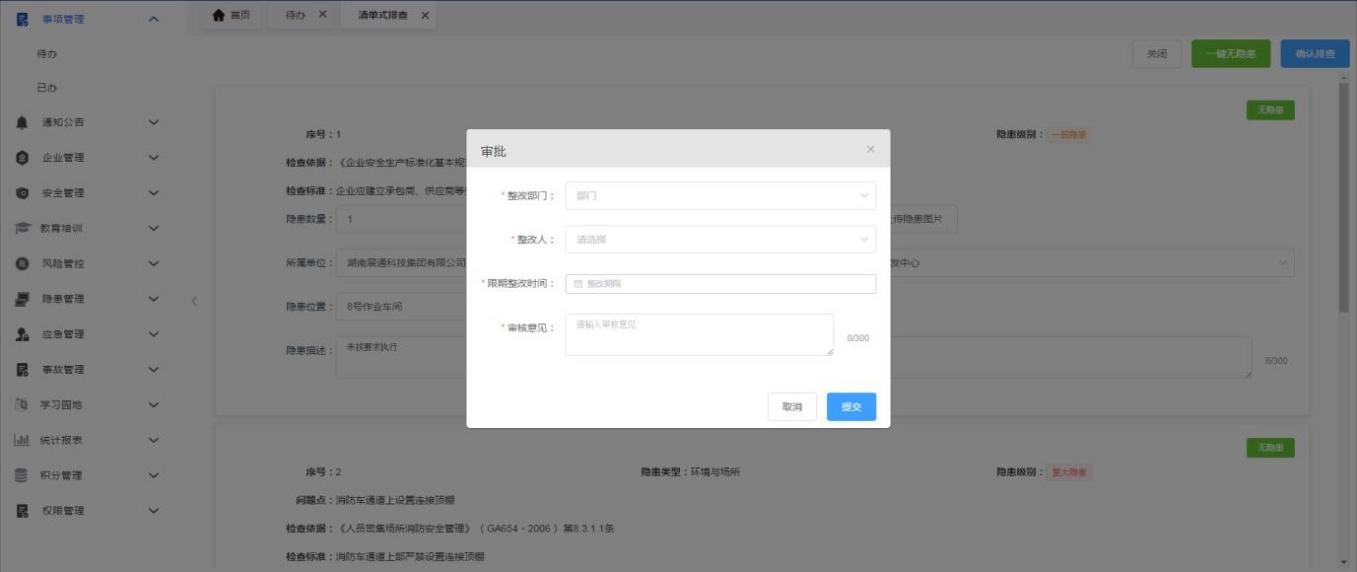 事项管理
首页
待办
清单式排查
待办
关闭
一键无隐患
确认排查
已办
无隐患
通知公告
序号：1
隐患级别：
一般隐患
企业管理
检查依据：《企业安全生产标准化基本规
安全管理
检查标准：企业应建立承包商、供应商等
教育培训
隐患数量：
1
传隐患图片
风险管控
所属单位：
湖南宸通科技集团有限公司
发中心
隐患管理
隐患位置：
8号作业车间
应急管理
隐患描述：
未按要求执行
6/300
事故管理
学习园地
统计报表
积分管理
权限管理
审批
*整改部门：
部门
*整改人：
请选择
*限期整改时间：
整改期限
*审核意见：
请输入审核意见
0/300
取消
提交
无隐患
序号：2
隐患类型：环境与场所
隐患级别：
重大隐患
问题点：消防车通道上设置连接顶棚
检查依据：《人员密集场所消防安全管理》（GA654-2006）第8.3.1.1条
检查标准：消防车通道上部严禁设置连接顶棚